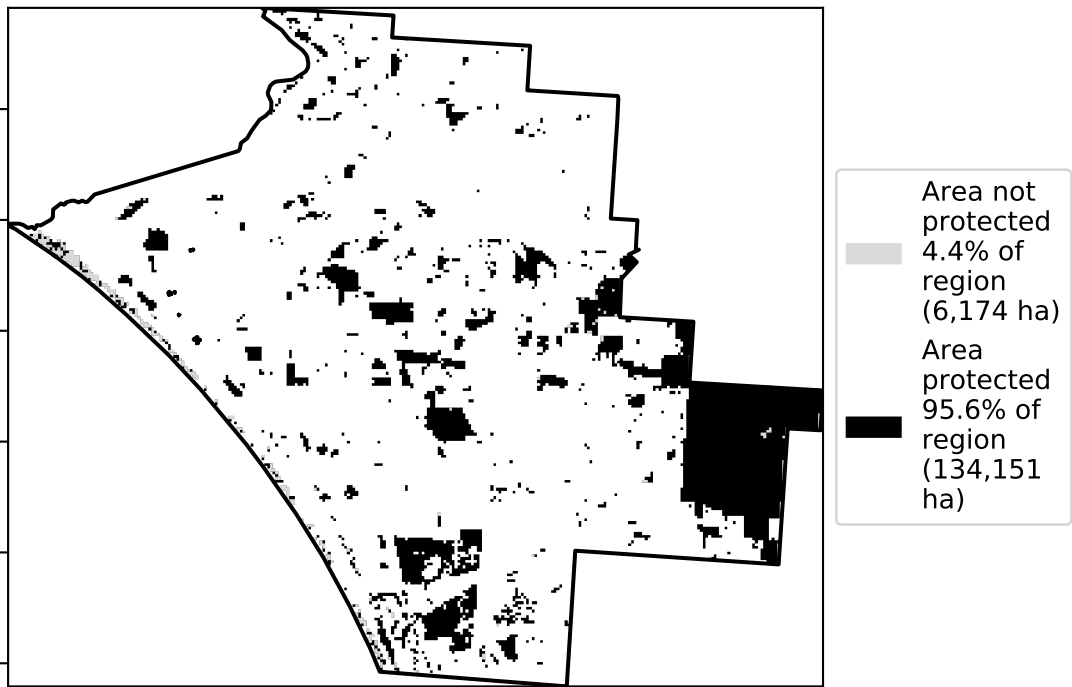 Area not
protected
4.4% of
region
(6,174 ha)
Area
protected
95.6% of
region
(134,151
ha)